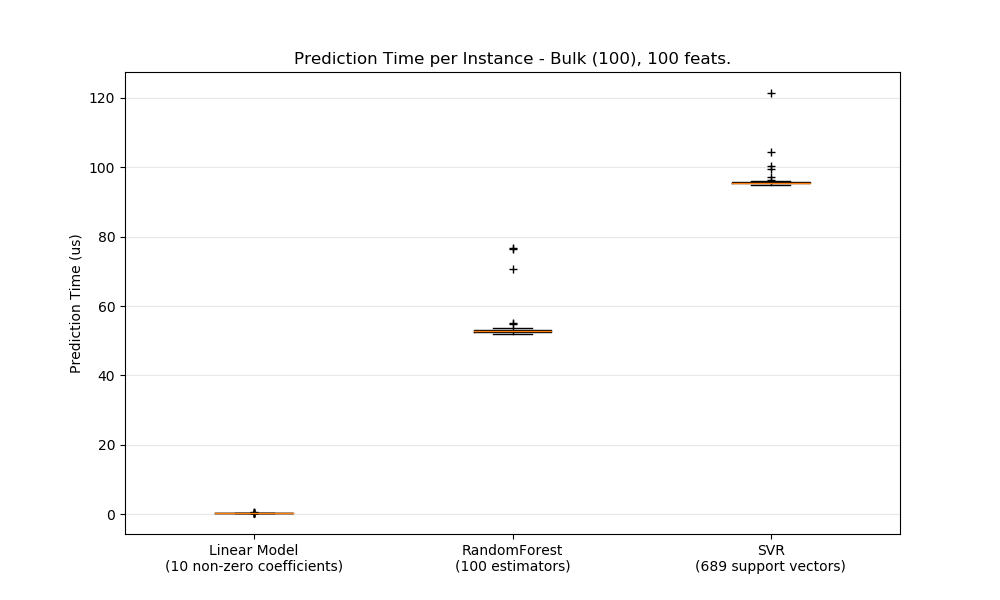 Prediction Time per Instance - Bulk (100), 100 feats.
120
100
80
60
40
20
0
Prediction Time (us)
Linear Model
(10 non-zero coefficients)
RandomForest
(100 estimators)
SVR
(689 support vectors)